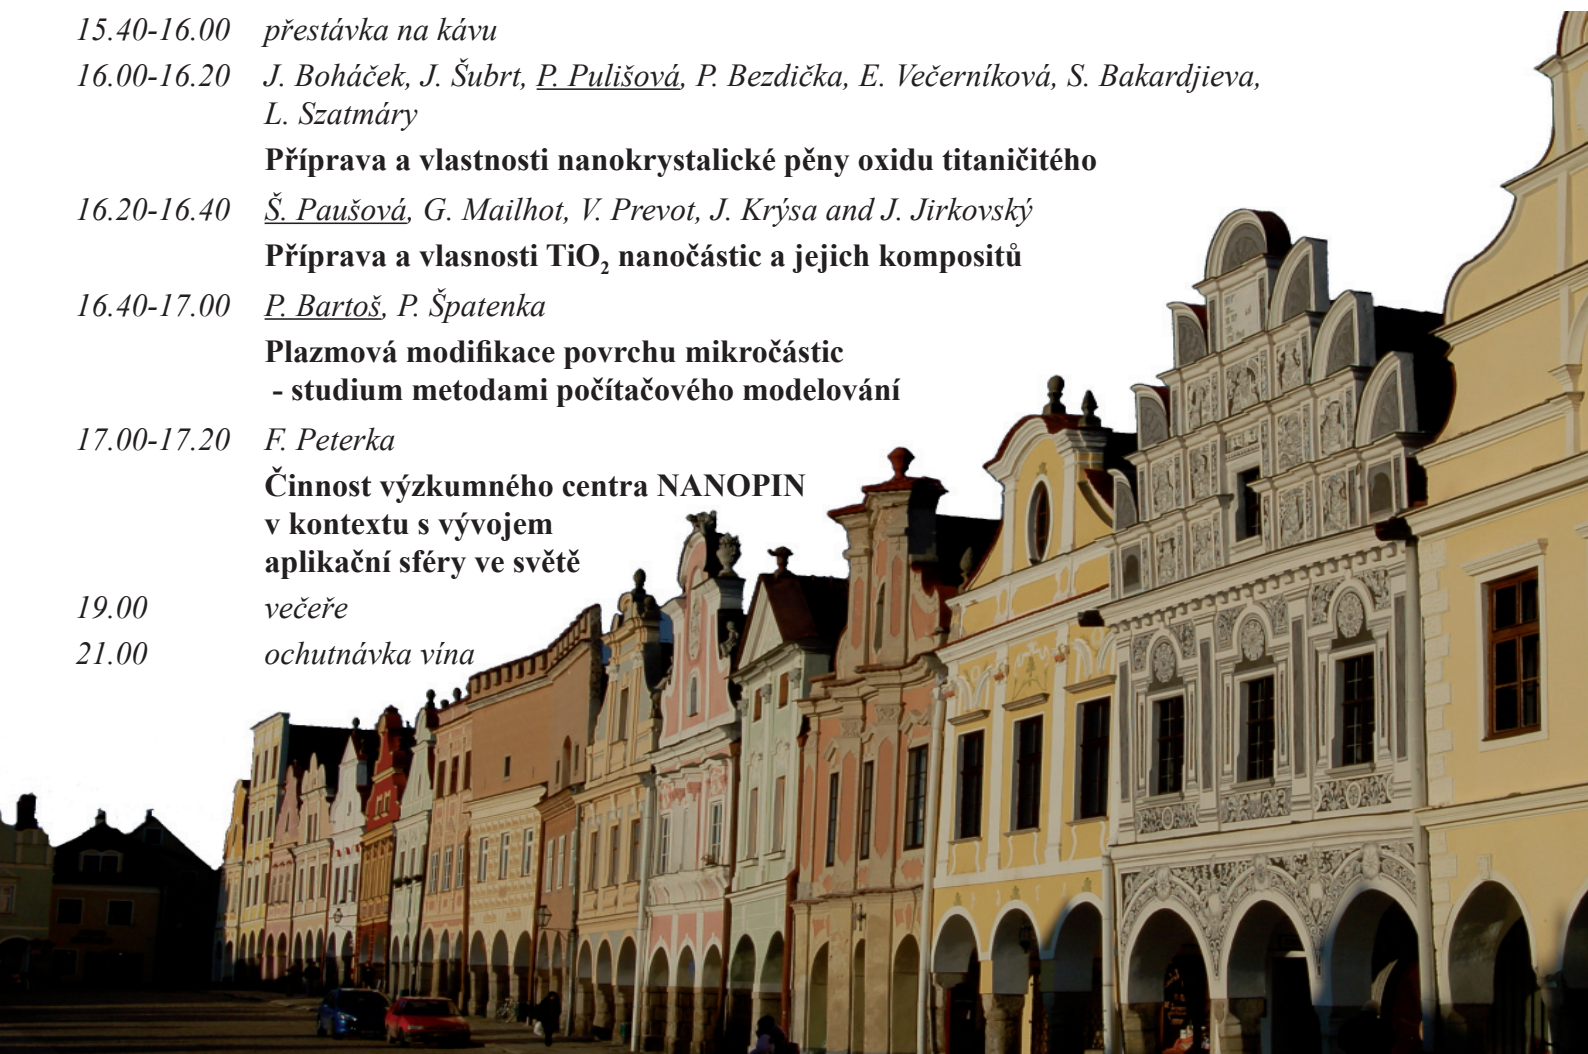 15.40-16.00 přestávka na kávu
16.00-16.20 J. Boháček, J. Šubrt, P. Pulišová, P. Bezdička, E. Večerníková, S. Bakardjieva,
L. Szatmáry
Příprava a vlastnosti nanokrystalické pěny oxidu titaničitého
16.20-16.40 Š. Paušová, G. Mailhot, V. Prevot, J. Krýsa and J. Jirkovský
Příprava a vlasnosti TiO₂ nanočástic a jejich kompozitů
16.40-17.00 P. Bartoš, P. Špatenka
Plazmová modifikace povrchu mikročástic
- studium metodami počítačového modelování
17.00-17.20 F. Peterka
Činnost výzkumného centra NANOPIN
v kontextu s vývojem
aplikační sféry ve světě
19.00 večeře
21.00 ochutnávka vína